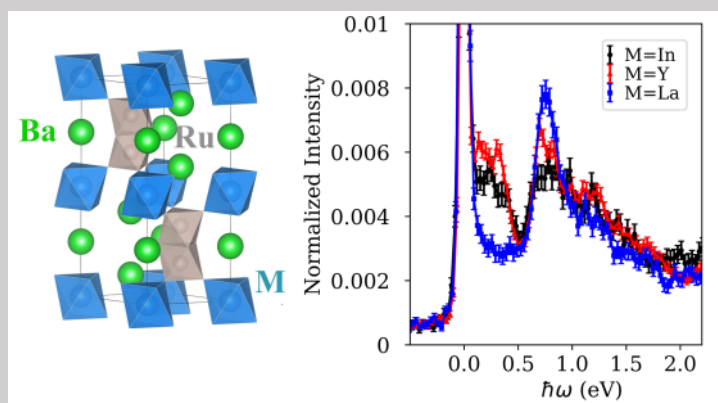 Ba
Ru
M
Normalized Intensity
0.01
0.008
0.006
0.004
0.002
0
M=In
M=Y
M=La
0.0 0.5 1.0 1.5 2.0
ℏω (eV)